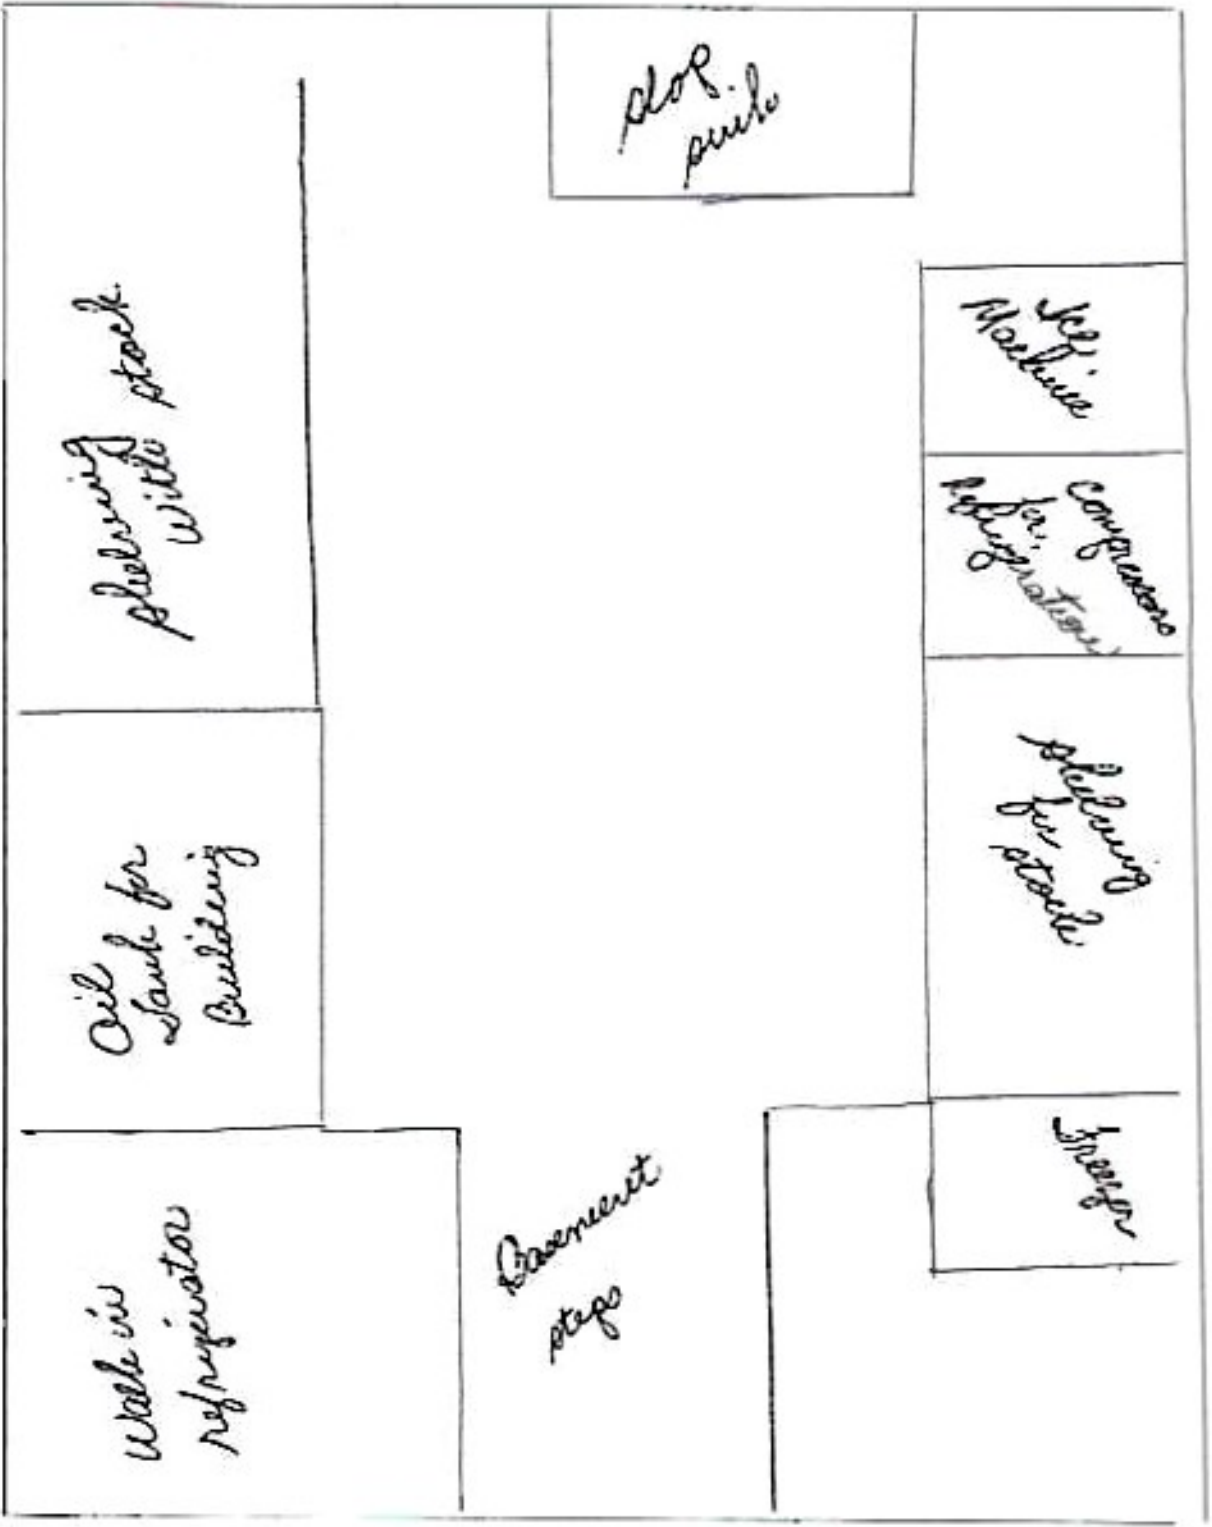 slop
sink
shelving
with stock
Ice
Machine
Compressors
for
Refrigeration
Oil
Tank for
Building
shelving
for
stock
Walk in
refrigerator
Basement
steps
Freezer